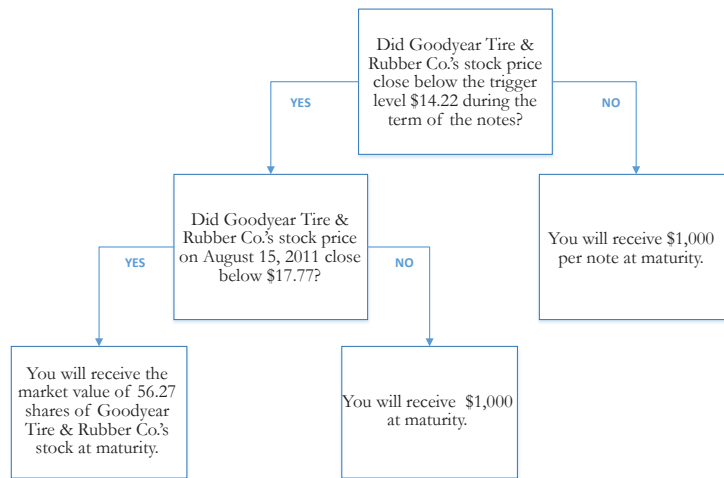 Did Goodyear Tire &
Rubber Co.'s stock price
close below the trigger
level $14.22 during the
term of the notes?
YES
NO
Did Goodyear Tire &
Rubber Co.'s stock price
on August 15, 2011 close
below $17.77?
You will receive $1,000
per note at maturity.
YES
NO
You will receive the
market value of 56.27
shares of Goodyear
Tire & Rubber Co.'s
stock at maturity.
You will receive $1,000
at maturity.